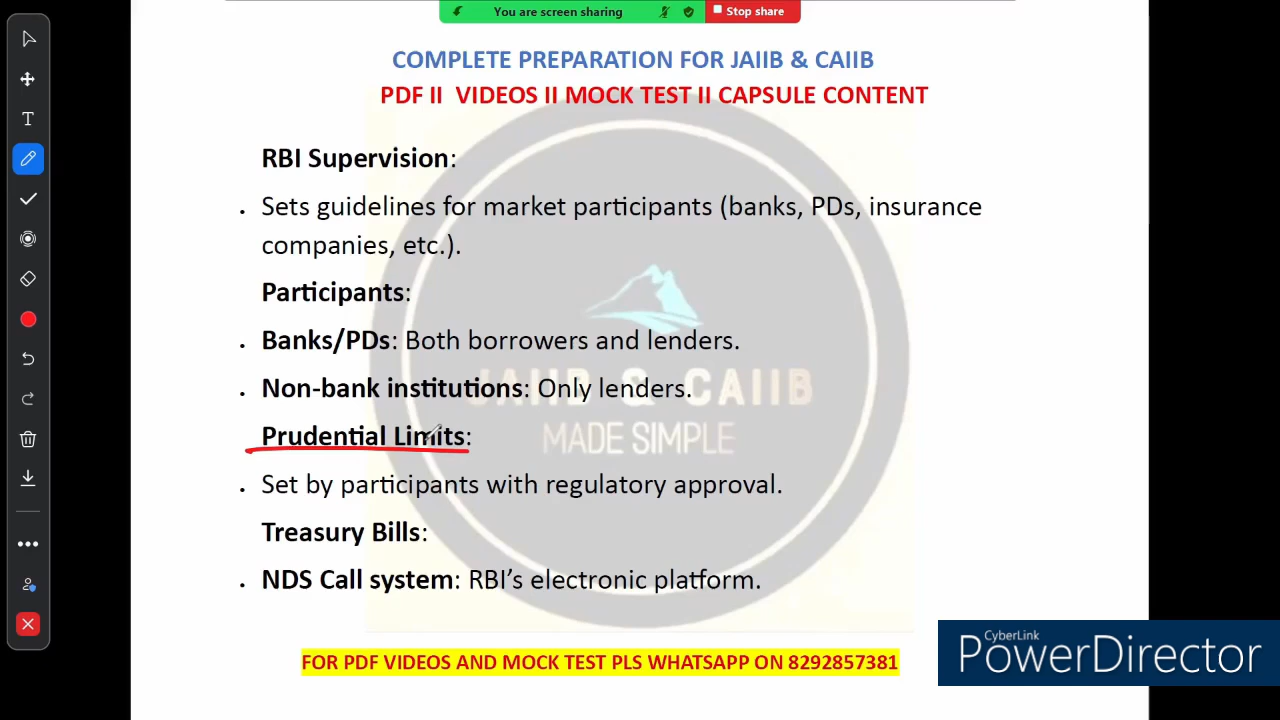 You are screen sharing
Stop share
COMPLETE PREPARATION FOR JAIIB & CAIIB
PDF II VIDEOS II MOCK TEST II CAPSULE CONTENT
RBI Supervision:
Sets guidelines for market participants (banks, PDs, insurance
companies, etc.).
Participants:
Banks/PDs: Both borrowers and lenders.
Non-bank institutions: Only lenders.
JAIIB & CAIIB
Prudential Limits:
MADE SIMPLE
Set by participants with regulatory approval.
Treasury Bills:
NDS Call system: RBI’s electronic platform.
FOR PDF VIDEOS AND MOCK TEST PLS WHATSAPP ON 8292857381
CyberLink
PowerDirector